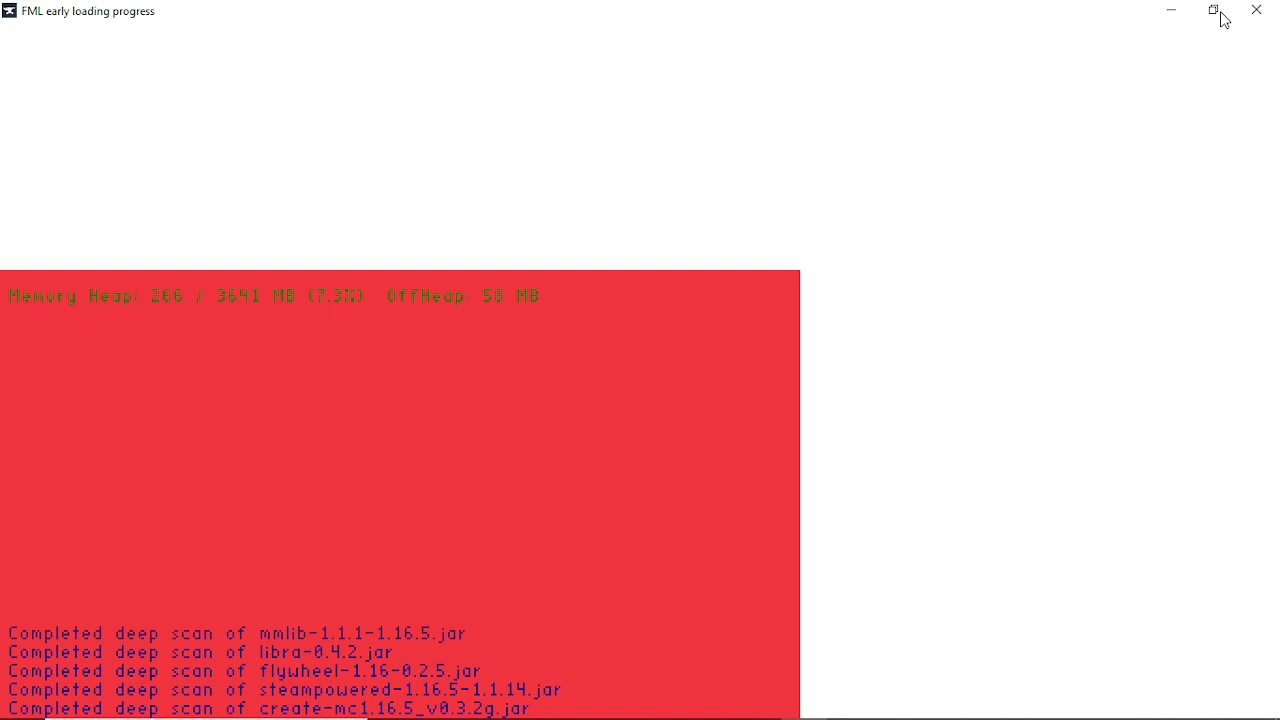 FML early loading progress
Memory Heap: 266 / 3641 MB (7.3%) OffHeap: 58 MB
Completed deep scan of mmlib-1.1.1-1.16.5.jar
Completed deep scan of libra-0.4.2.jar
Completed deep scan of flywheel-1.16-0.2.5.jar
Completed deep scan of steampowered-1.16.5-1.1.14.jar
Completed deep scan of create-mc1.16.5_v0.3.2g.jar